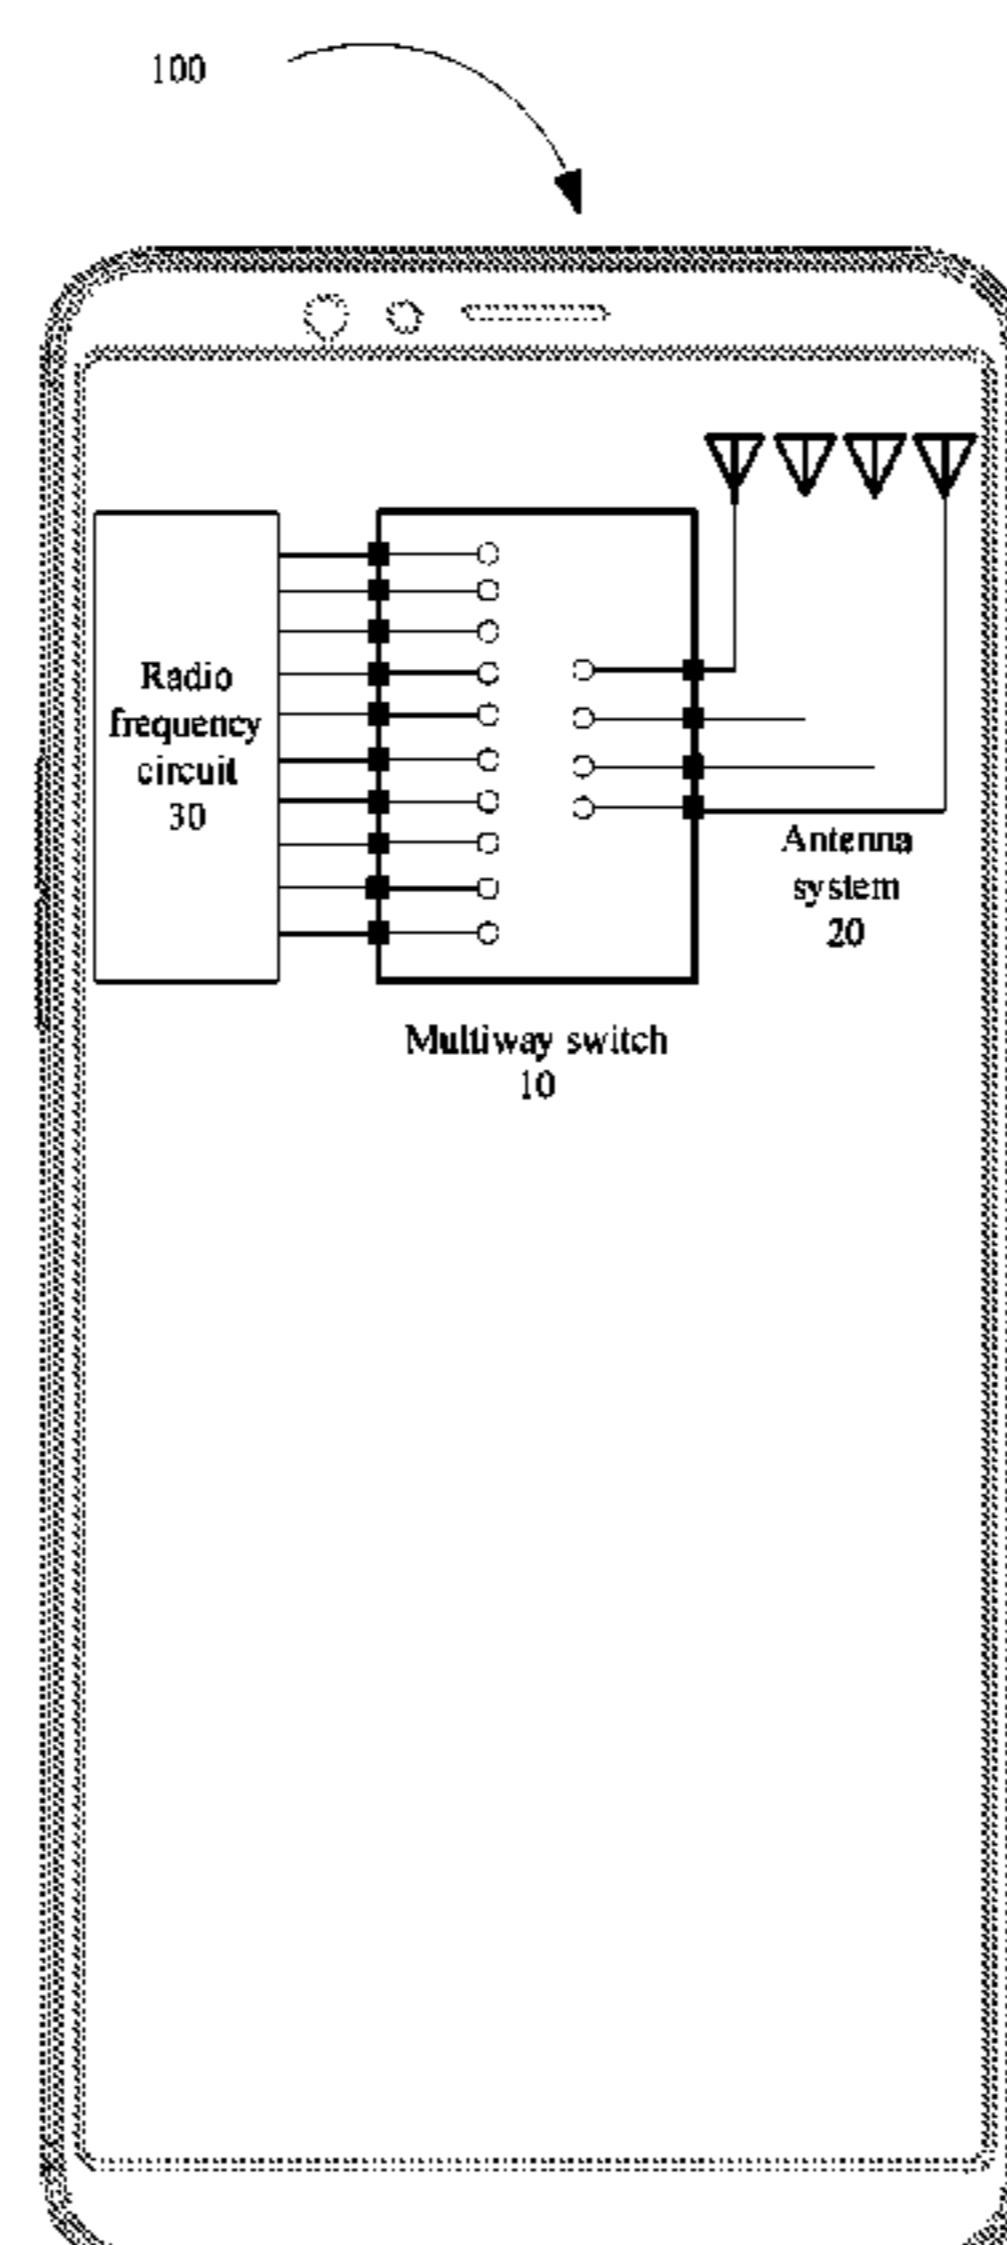 100
Radio
frequency
circuit
30
Antenna
system
20
Multiway switch
10